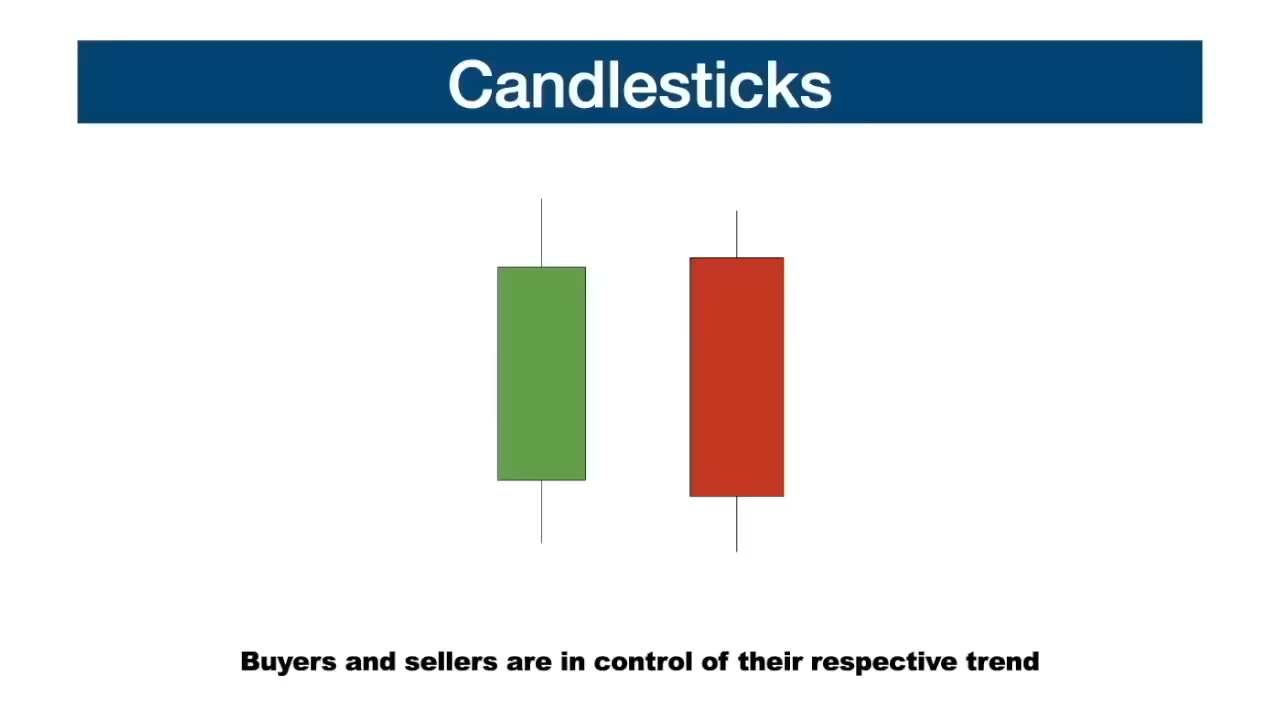 Candlesticks
Buyers and sellers are in control of their respective trend